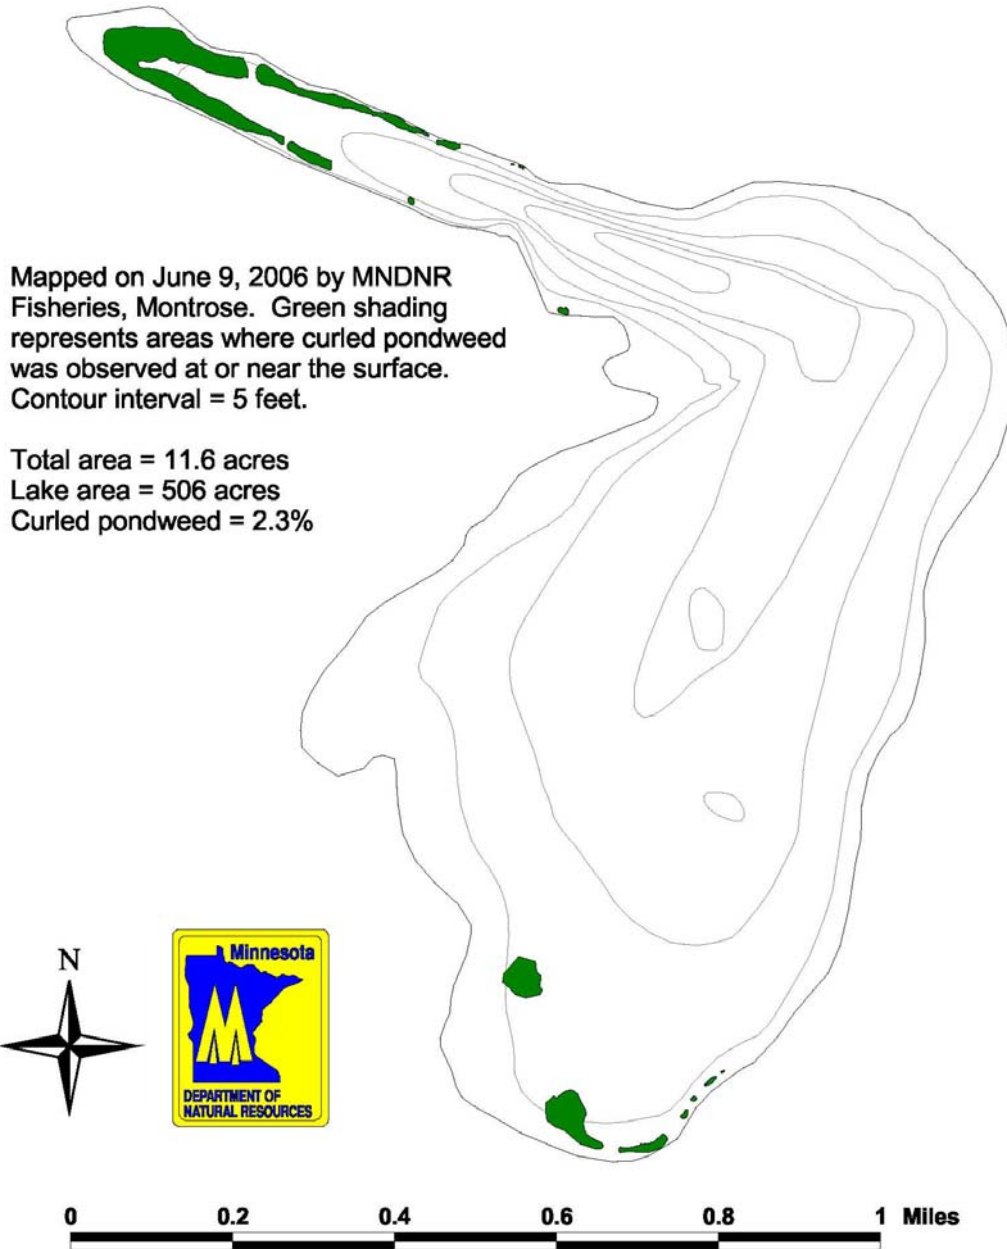 Mapped on June 9, 2006 by MNDNR
Fisheries, Montrose. Green shading
represents areas where curled pondweed
was observed at or near the surface.
Contour interval = 5 feet.
Total area = 11.6 acres
Lake area = 506 acres
Curled pondweed = 2.3%
N
Minnesota
M
DEPARTMENT OF
NATURAL RESOURCES
0 0.2 0.4 0.6 0.8 1 Miles